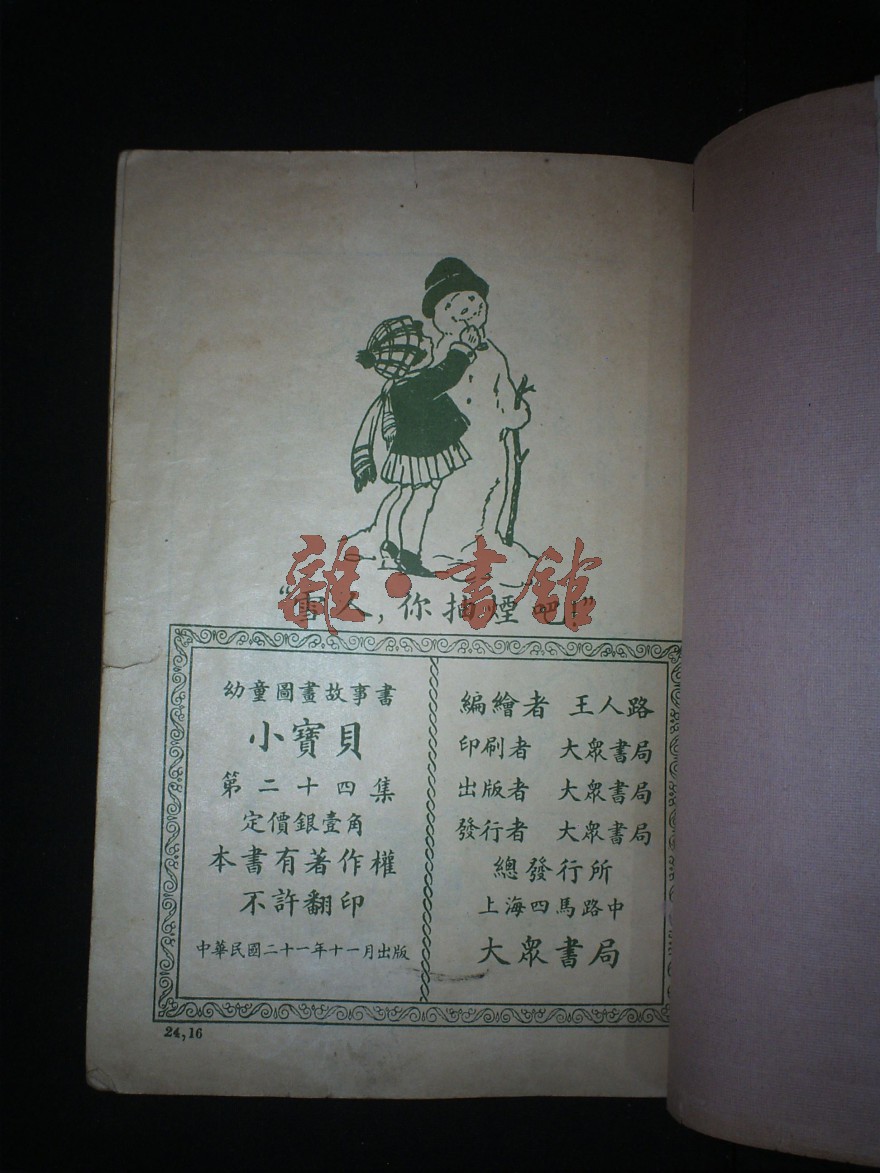 “雪人，你抽煙吧！”
雜·書館
幼童圖畫故事書
小寶貝
第二十四集
定價銀壹角
本書有著作權
不許翻印
中華民國二十一年十一月出版
編繪者 王人路
印刷者 大眾書局
出版者 大眾書局
發行者 大眾書局
總發行所
上海四馬路中
大眾書局
24,16